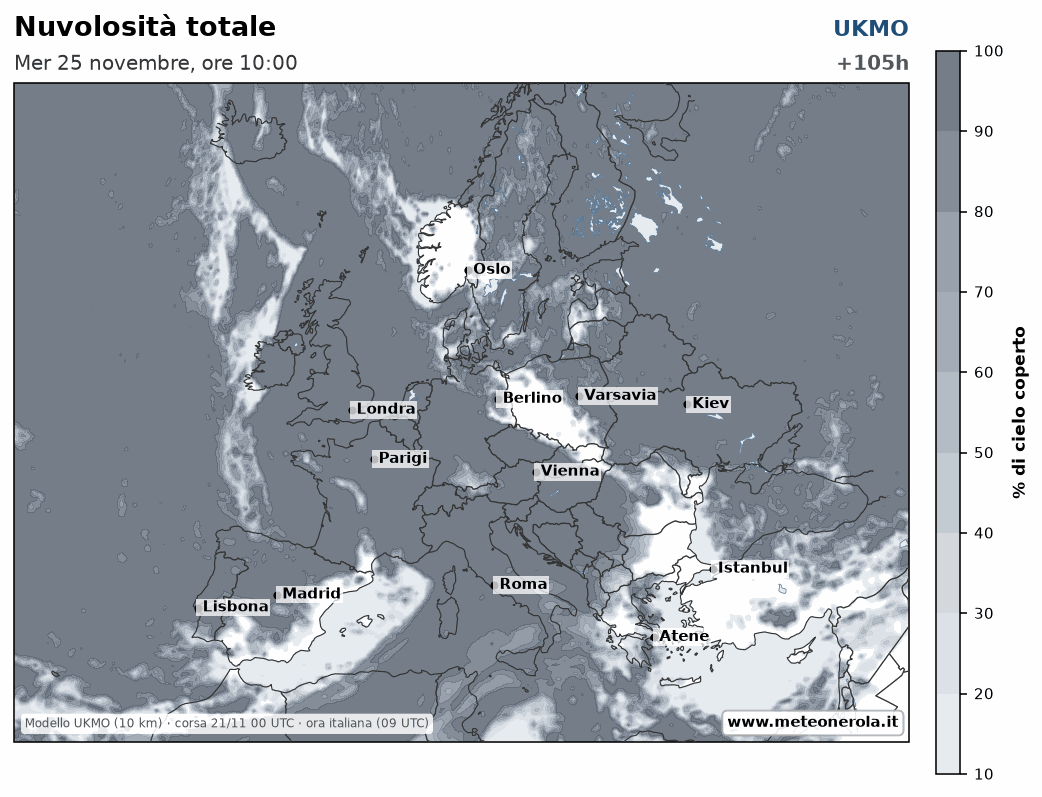 Nuvolosità totale
UKMO
Mer 25 novembre, ore 10:00
+105h
100
90
80
70
60
50
40
30
20
10
% di cielo coperto
Oslo
Berlino
Varsavia
Kiev
Londra
Parigi
Vienna
Istanbul
Roma
Madrid
Lisbona
Atene
Modello UKMO (10 km) · corsa 21/11 00 UTC · ora italiana (09 UTC)
www.meteonerola.it